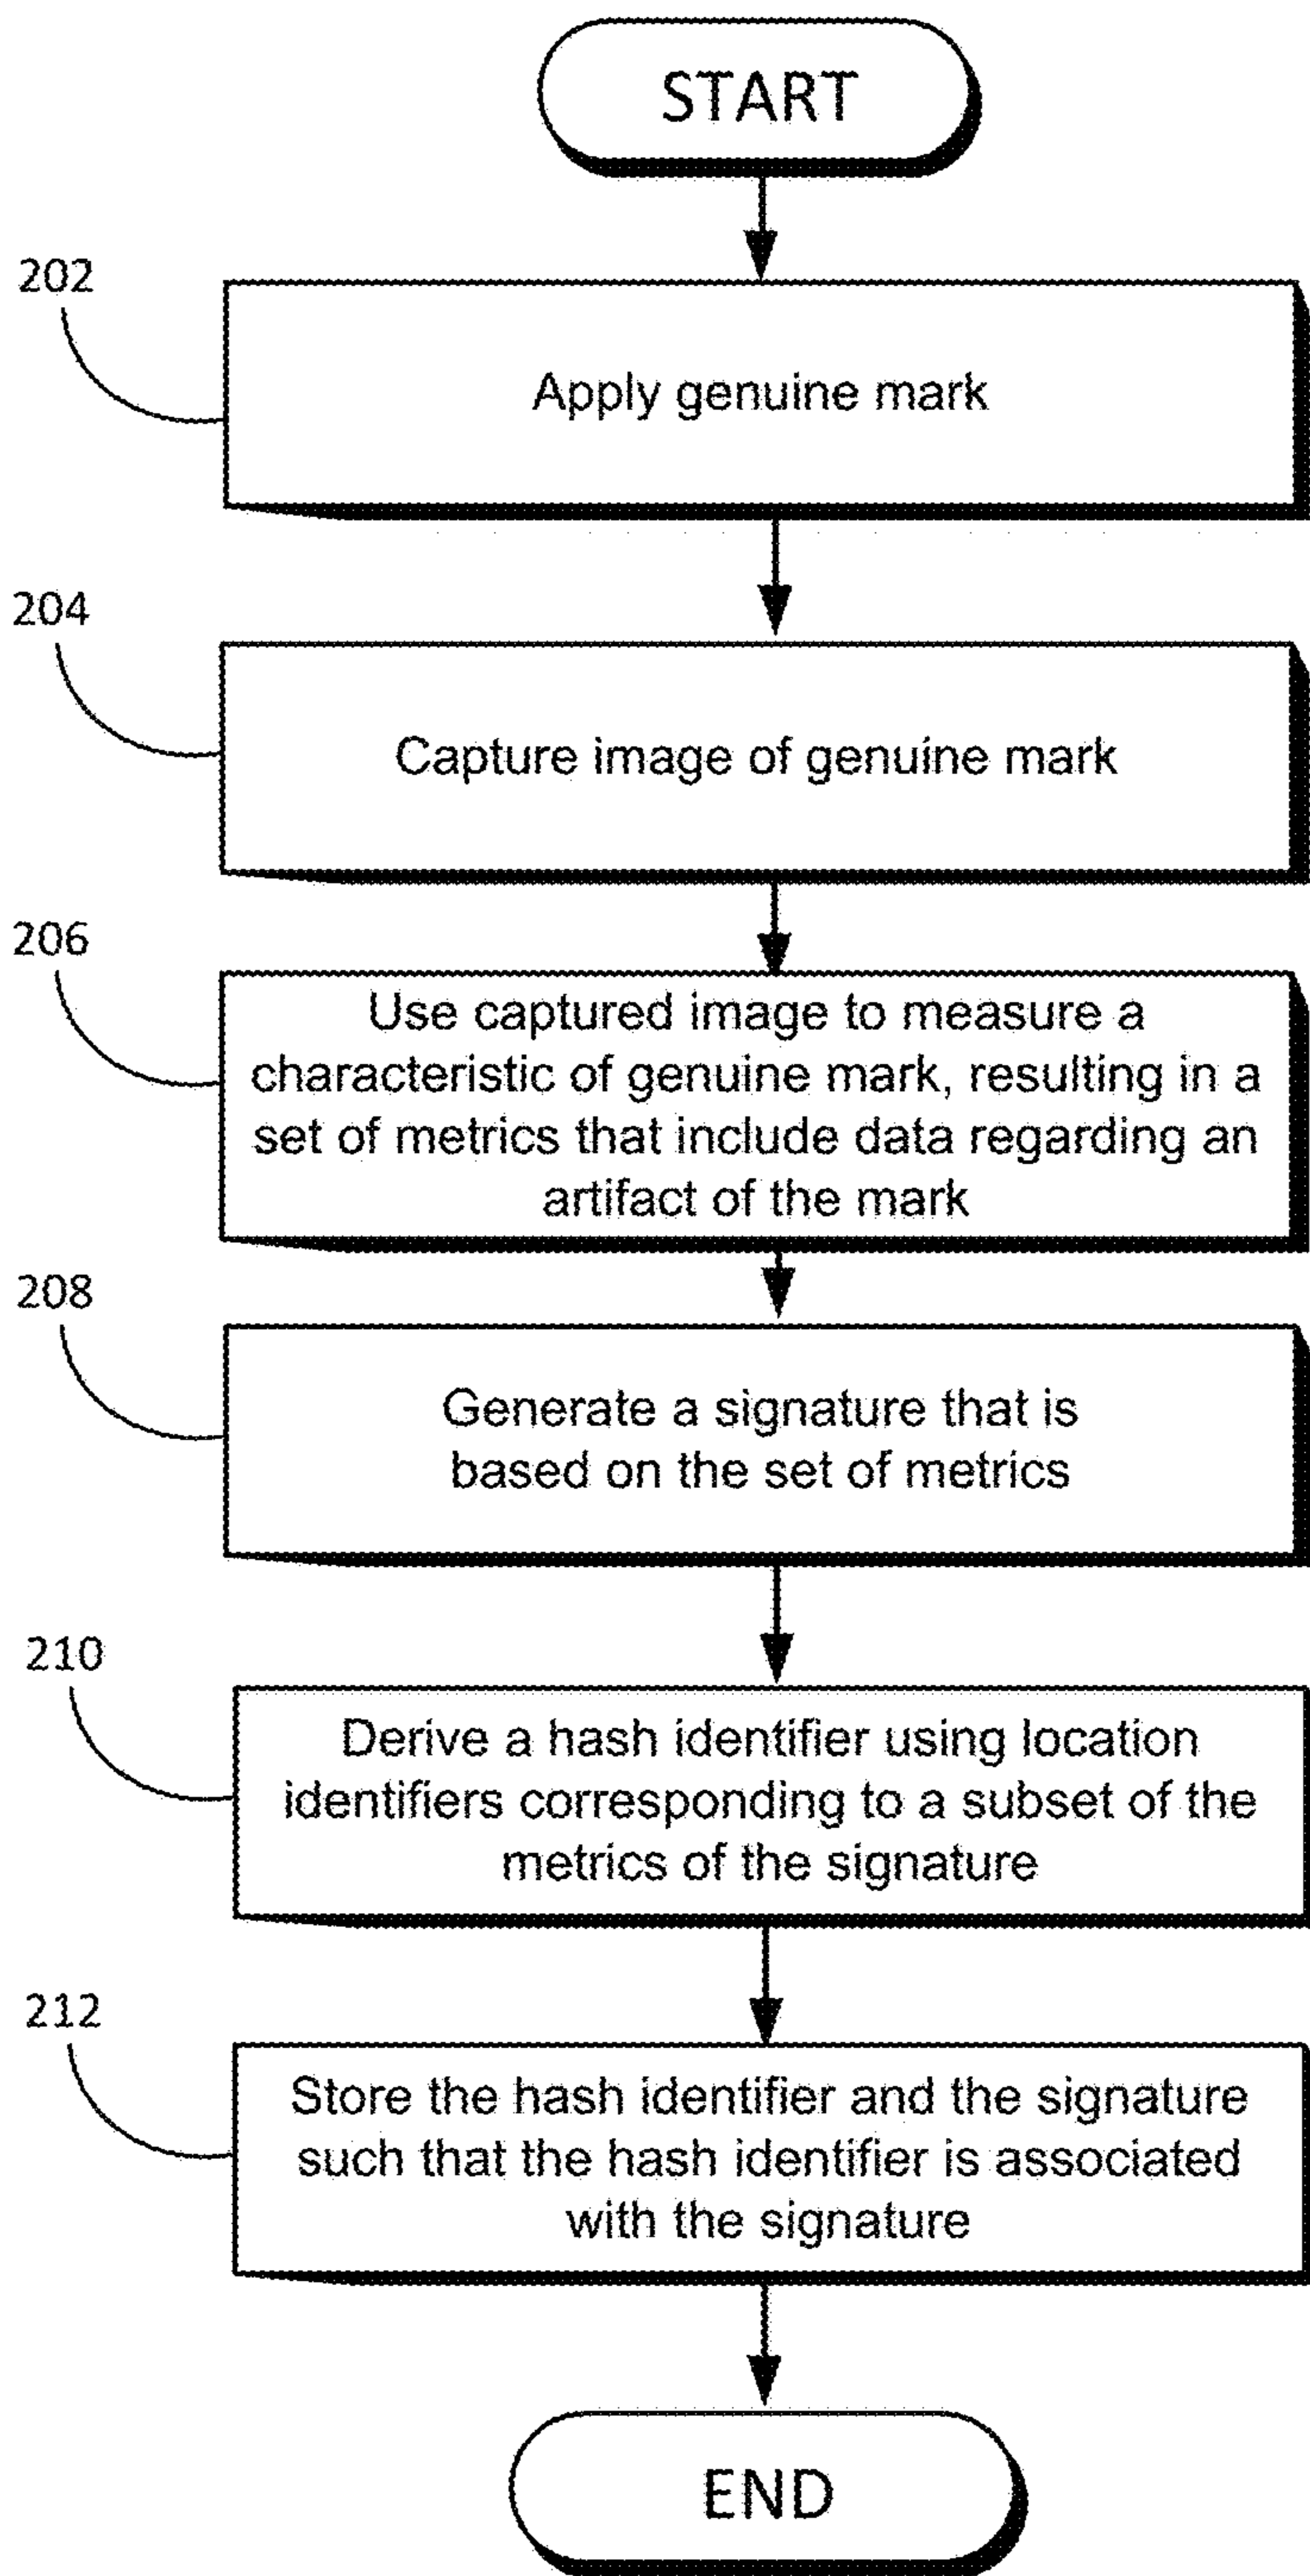 START
202
Apply genuine mark
204
Capture image of genuine mark
206
Use captured image to measure a
characteristic of genuine mark, resulting in a
set of metrics that include data regarding an
artifact of the mark
208
Generate a signature that is
based on the set of metrics
210
Derive a hash identifier using location
identifiers corresponding to a subset of the
metrics of the signature
212
Store the hash identifier and the signature
such that the hash identifier is associated
with the signature
END